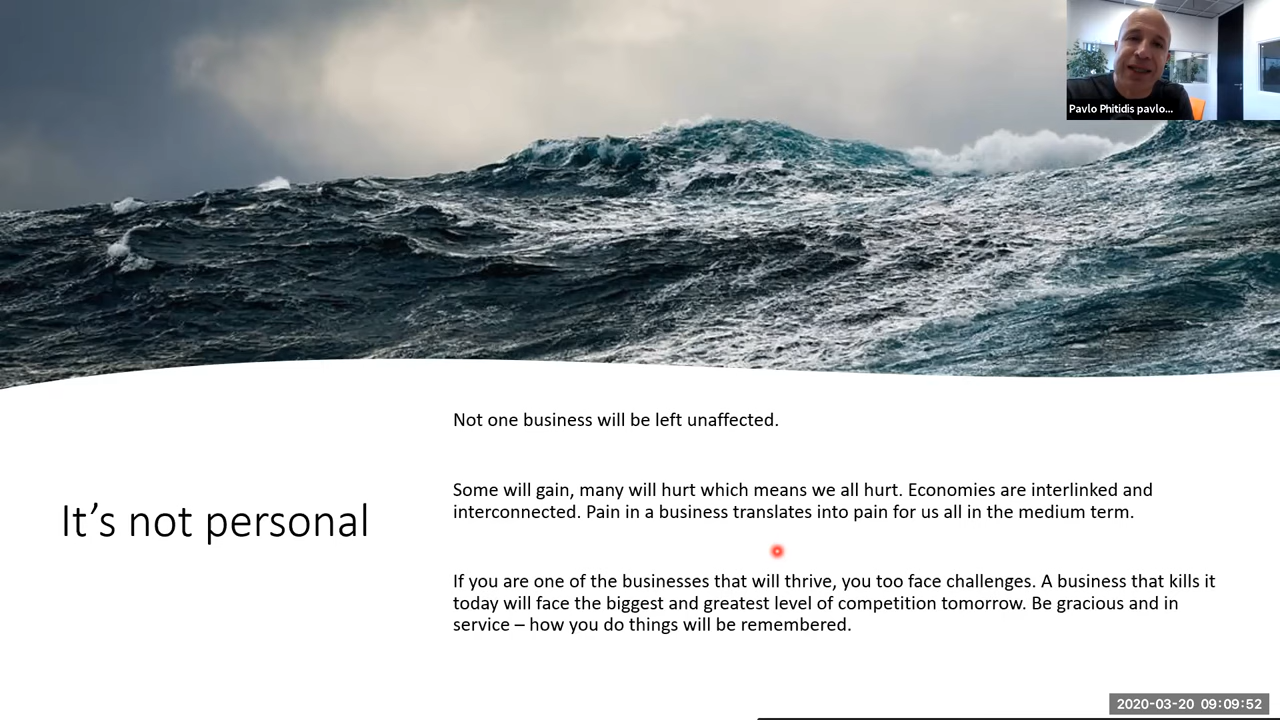 Pavlo Phitidis pavlo...
Not one business will be left unaffected.
It’s not personal
Some will gain, many will hurt which means we all hurt. Economies are interlinked and
interconnected. Pain in a business translates into pain for us all in the medium term.
If you are one of the businesses that will thrive, you too face challenges. A business that kills it
today will face the biggest and greatest level of competition tomorrow. Be gracious and in
service – how you do things will be remembered.
2020-03-20 09:09:52